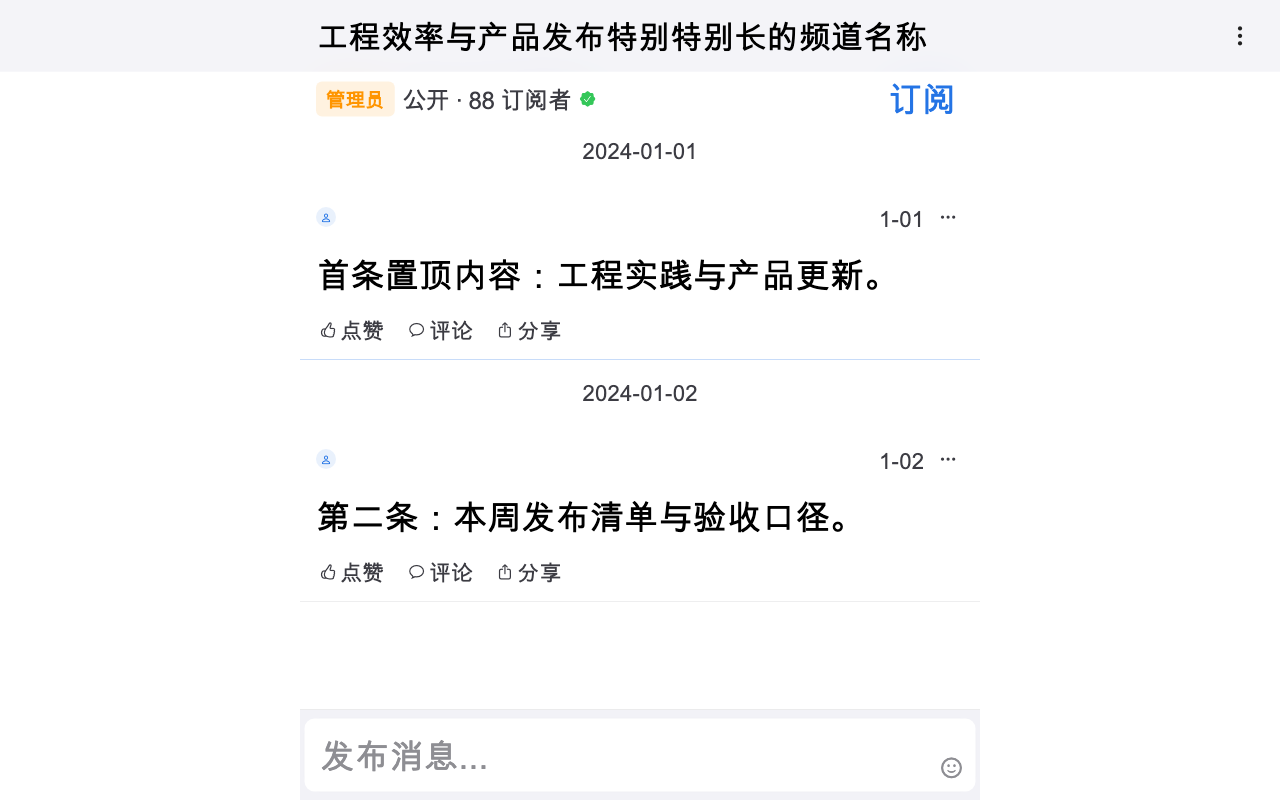 工程效率与产品发布特别特别长的频道名称
管理员 公开 · 88 订阅者 订阅
2024-01-01
1-01
首条置顶内容：工程实践与产品更新。
点赞 评论 分享
2024-01-02
1-02
第二条：本周发布清单与验收口径。
点赞 评论 分享
发布消息...